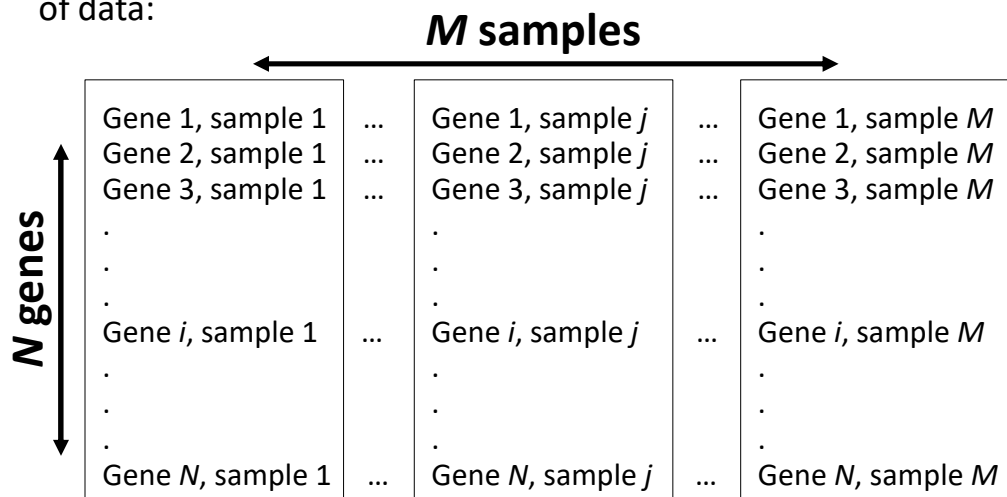 of data:
M samples
N genes
Gene 1, sample 1 ... Gene 1, sample j ... Gene 1, sample M
Gene 2, sample 1 ... Gene 2, sample j ... Gene 2, sample M
Gene 3, sample 1 ... Gene 3, sample j ... Gene 3, sample M
. . .
. . .
. . .
Gene i, sample 1 ... Gene i, sample j ... Gene i, sample M
. . .
. . .
. . .
Gene N, sample 1 ... Gene N, sample j ... Gene N, sample M